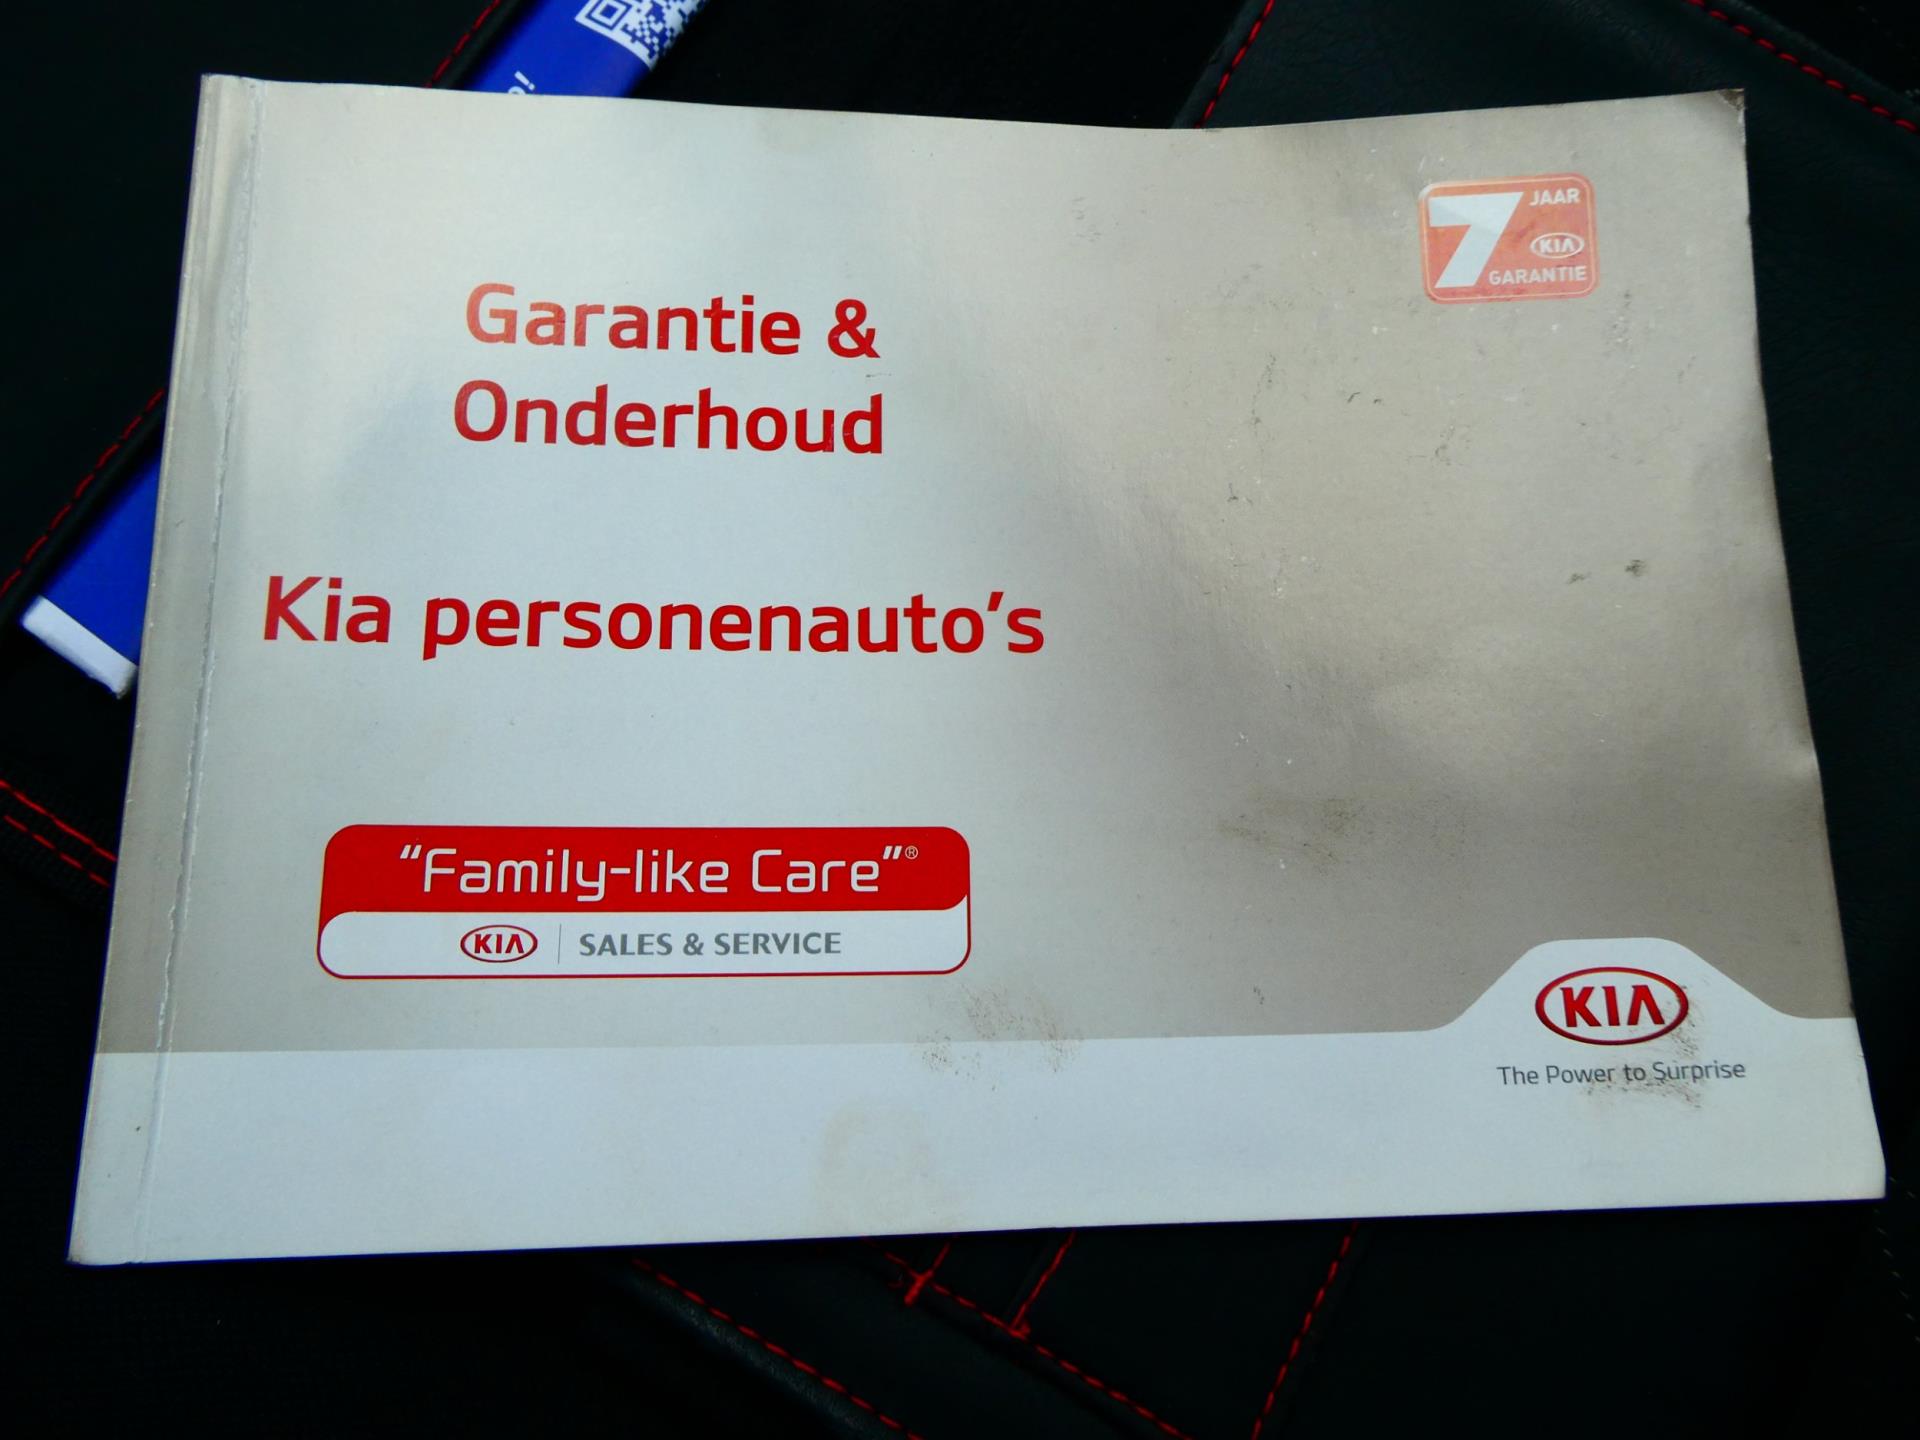 7 JAAR
KIA
GARANTIE
Garantie &
Onderhoud
Kia personenauto's
"Family-like Care"®
KIA SALES & SERVICE
KIA
The Power to Surprise